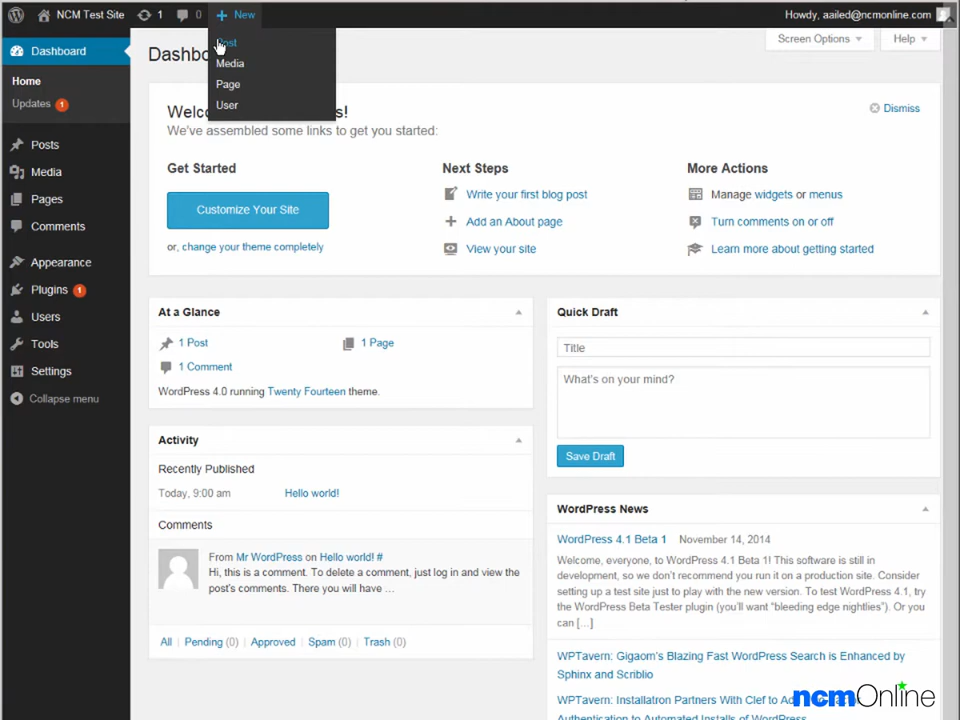 NCM Test Site 1 0 New Howdy, aailed@ncmonline.com
Post
Media
Page
User
Screen Options Help
Dashboard
Home
Updates 1
Posts
Media
Pages
Comments
Appearance
Plugins 1
Users
Tools
Settings
Collapse menu
Dashbo
Welc s!
We've assembled some links to get you started:
Dismiss
Get Started
Customize Your Site
or, change your theme completely
Next Steps
Write your first blog post
Add an About page
View your site
More Actions
Manage widgets or menus
Turn comments on or off
Learn more about getting started
At a Glance
1 Post 1 Page
1 Comment
WordPress 4.0 running Twenty Fourteen theme.
Activity
Recently Published
Today, 9:00 am Hello world!
Comments
From Mr WordPress on Hello world! #
Hi, this is a comment. To delete a comment, just log in and view the
post's comments. There you will have ...
All | Pending (0) | Approved | Spam (0) | Trash (0)
Quick Draft
Title
What's on your mind?
Save Draft
WordPress News
WordPress 4.1 Beta 1 November 14, 2014
Welcome, everyone, to WordPress 4.1 Beta 1! This software is still in
development, so we don't recommend you run it on a production site. Consider
setting up a test site just to play with the new version. To test WordPress 4.1, try
the WordPress Beta Tester plugin (you'll want "bleeding edge nightlies"). Or you
can [...]
WPTavern: Gigaom's Blazing Fast WordPress Search is Enhanced by
Sphinx and Scriblio
WPTavern: Installatron Partners With Clef to Ad
Authentication to Automated Installs of WordPress
ncmOnline